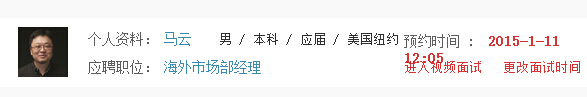 个人资料： 马云 男 / 本科 / 应届 / 美国纽约 预约时间 ： 2015-1-11
12:05
应聘职位： 海外市场部经理 进入视频面试 更改面试时间